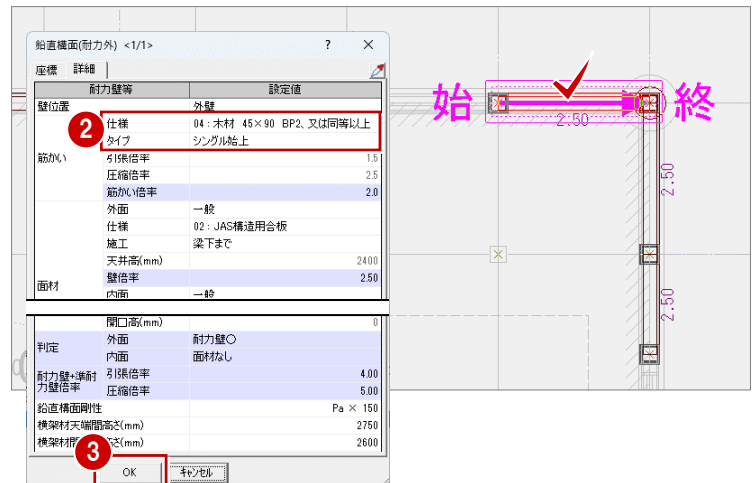 鉛直構面(耐力外) <1/1> ? ×
座標 詳細
耐力壁等 設定値
壁位置 外壁
2
仕様 04：木材 45×90 BP2、又は同等以上
タイプ シングル始上
筋かい 引張倍率 1.5
圧縮倍率 2.5
筋かい倍率 2.0
外面 一般
仕様 02：JAS構造用合板
施工 梁下まで
天井高(mm) 2400
面材 壁倍率 2.50
内面 一般
開口高(mm) 0
判定 外面 耐力壁○
内面 面材なし
耐力壁+準耐力壁倍率 引張倍率 4.00
圧縮倍率 5.00
鉛直構面剛性 Pa × 150
横架材天端間高さ(mm) 2750
横架材間高さ(mm) 2600
3
OK キャンセル
始 終
2.50
2.50
2.50